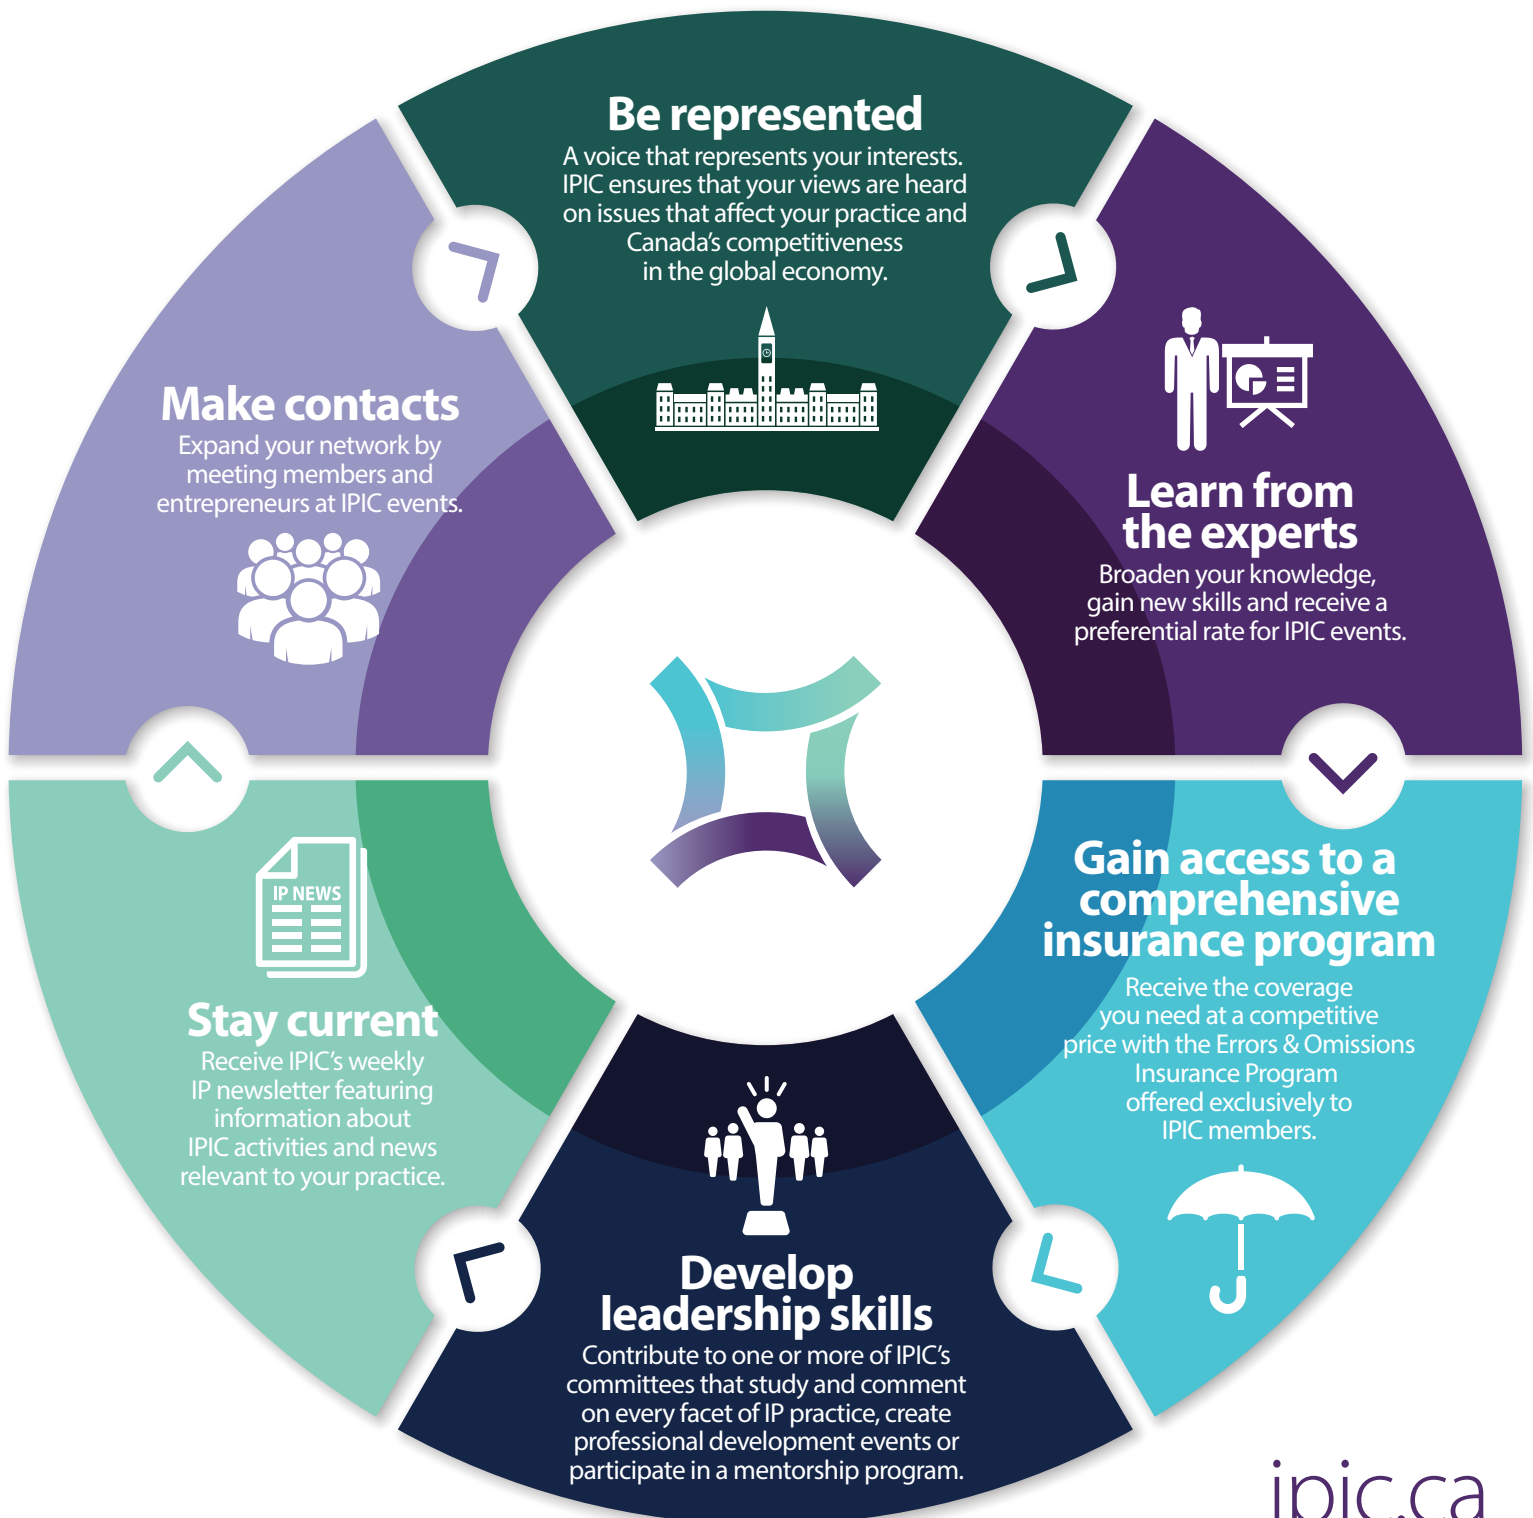 Be represented
A voice that represents your interests.
IPIC ensures that your views are heard
on issues that affect your practice and
Canada's competitiveness
in the global economy.
Learn from
the experts
Broaden your knowledge,
gain new skills and receive a
preferential rate for IPIC events.
Gain access to a
comprehensive
insurance program
Receive the coverage
you need at a competitive
price with the Errors & Omissions
Insurance Program
offered exclusively to
IPIC members.
Develop
leadership skills
Contribute to one or more of IPIC's
committees that study and comment
on every facet of IP practice, create
professional development events or
participate in a mentorship program.
IP NEWS
Stay current
Receive IPIC's weekly
IP newsletter featuring
information about
IPIC activities and news
relevant to your practice.
Make contacts
Expand your network by
meeting members and
entrepreneurs at IPIC events.
ipic.ca